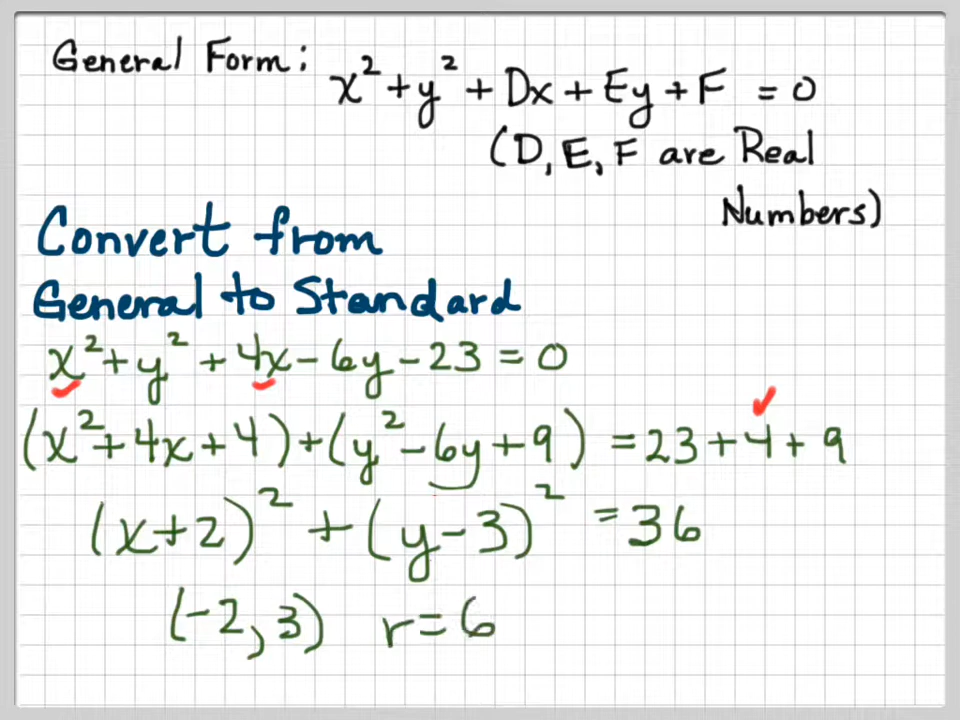 General Form:
x² + y² + Dx + Ey + F = 0
(D, E, F are Real
Numbers)
Convert from
General to Standard
x² + y² + 4x - 6y - 23 = 0
(x² + 4x + 4) + (y² - 6y + 9) = 23 + 4 + 9
(x + 2)² + (y - 3)² = 36
(-2, 3) r = 6